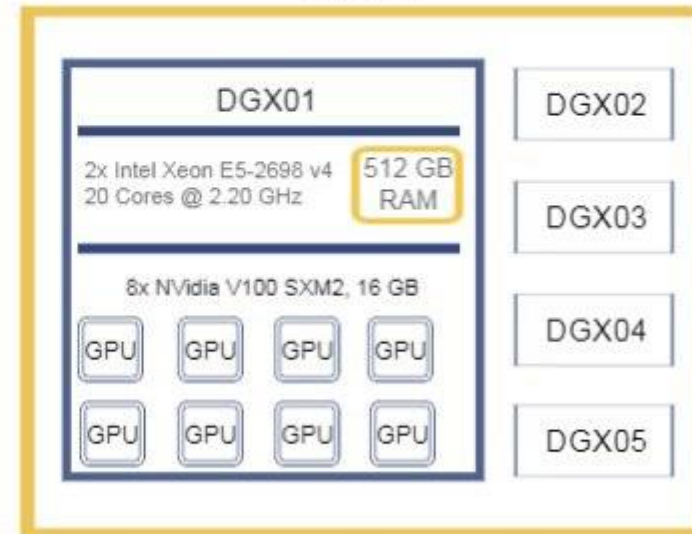 DGX01
2x Intel Xeon E5-2698 v4
20 Cores @ 2.20 GHz
512 GB
RAM
8x NVidia V100 SXM2, 16 GB
GPU GPU GPU GPU
GPU GPU GPU GPU
DGX02
DGX03
DGX04
DGX05